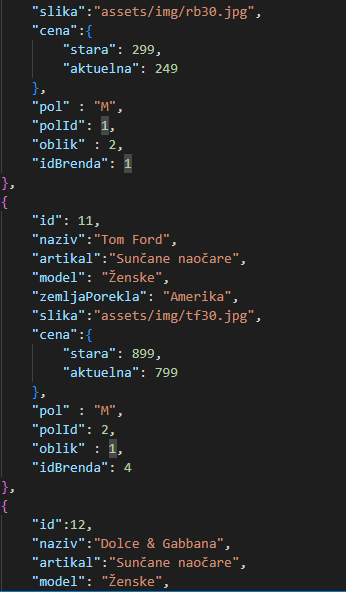 "slika":"assets/img/rb30.jpg",
"cena":{
"stara": 299,
"aktuelna": 249
},
"pol" : "M",
"polId": 1,
"oblik" : 2,
"idBrenda": 1
},
{
"id": 11,
"naziv":"Tom Ford",
"artikal":"Sunčane naočare",
"model": "Ženske",
"zemljaPorekla": "Amerika",
"slika":"assets/img/tf30.jpg",
"cena":{
"stara": 899,
"aktuelna": 799
},
"pol" : "M",
"polId": 2,
"oblik" : 1,
"idBrenda": 4
},
{
"id":12,
"naziv":"Dolce & Gabbana",
"artikal":"Sunčane naočare",
"model": "Ženske",